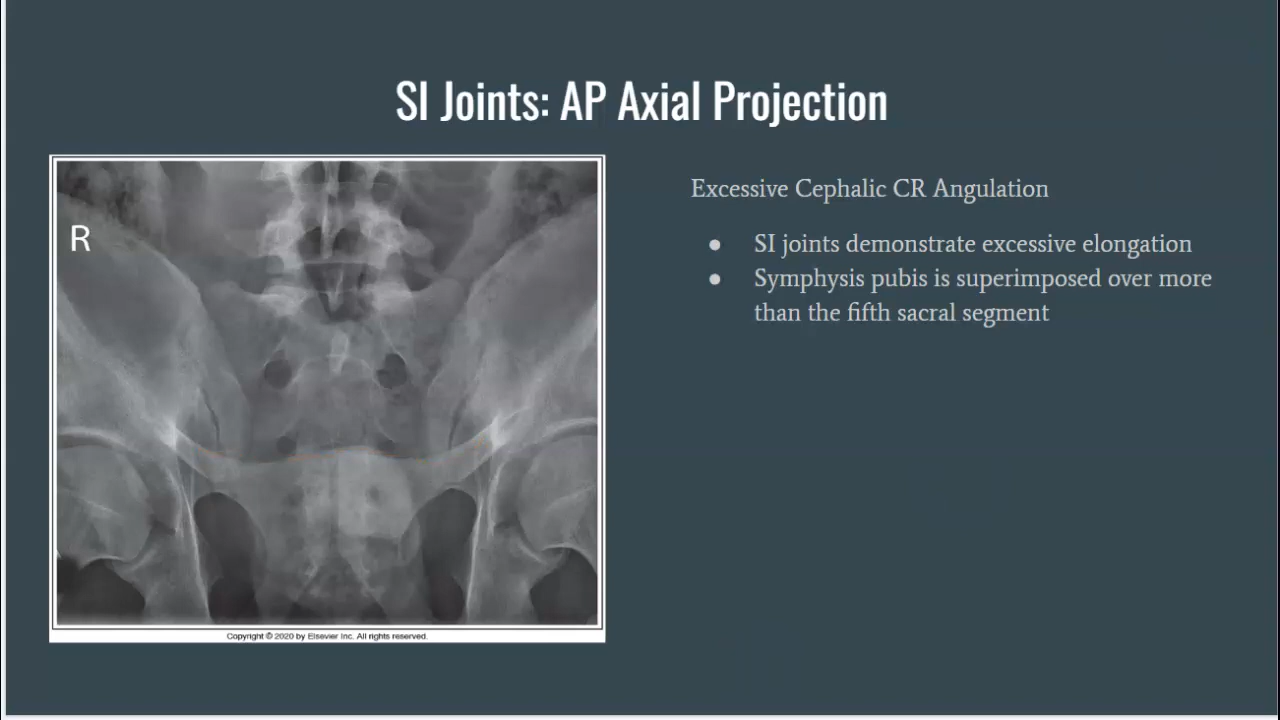 SI Joints: AP Axial Projection
R
Excessive Cephalic CR Angulation
● SI joints demonstrate excessive elongation
● Symphysis pubis is superimposed over more
than the fifth sacral segment
Copyright © 2020 by Elsevier Inc. All rights reserved.